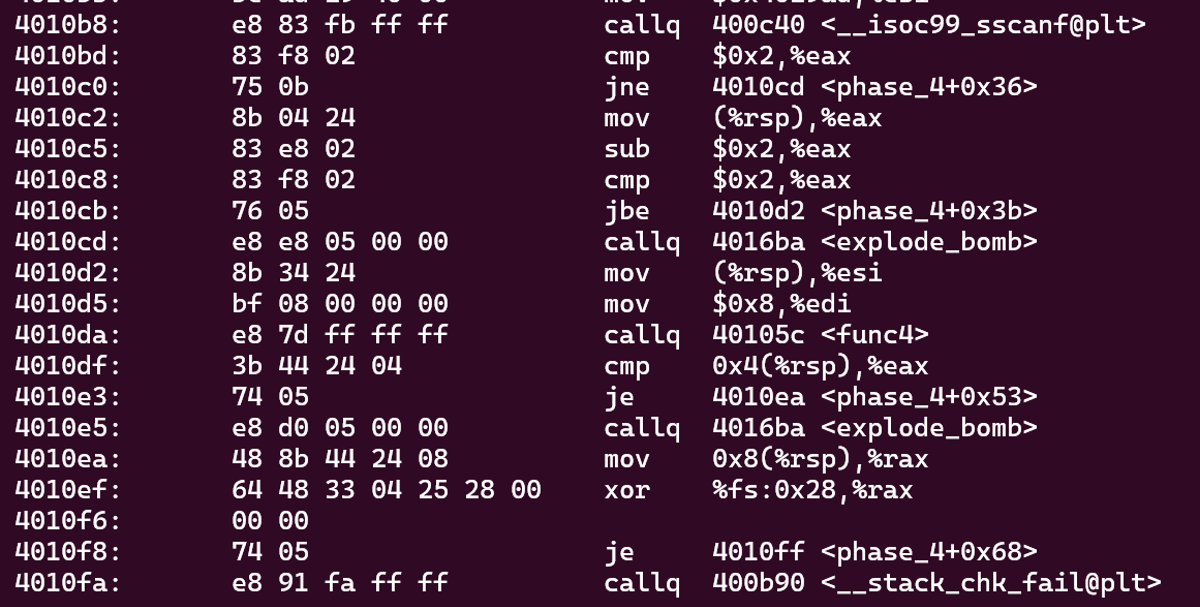 4010b8: e8 83 fb ff ff callq 400c40 <__isoc99_sscanf@plt>
4010bd: 83 f8 02 cmp $0x2,%eax
4010c0: 75 0b jne 4010cd <phase_4+0x36>
4010c2: 8b 04 24 mov (%rsp),%eax
4010c5: 83 e8 02 sub $0x2,%eax
4010c8: 83 f8 02 cmp $0x2,%eax
4010cb: 76 05 jbe 4010d2 <phase_4+0x3b>
4010cd: e8 e8 05 00 00 callq 4016ba <explode_bomb>
4010d2: 8b 34 24 mov (%rsp),%esi
4010d5: bf 08 00 00 00 mov $0x8,%edi
4010da: e8 7d ff ff ff callq 40105c <func4>
4010df: 3b 44 24 04 cmp 0x4(%rsp),%eax
4010e3: 74 05 je 4010ea <phase_4+0x53>
4010e5: e8 d0 05 00 00 callq 4016ba <explode_bomb>
4010ea: 48 8b 44 24 08 mov 0x8(%rsp),%rax
4010ef: 64 48 33 04 25 28 00 xor %fs:0x28,%rax
4010f6: 00 00
4010f8: 74 05 je 4010ff <phase_4+0x68>
4010fa: e8 91 fa ff ff callq 400b90 <__stack_chk_fail@plt>